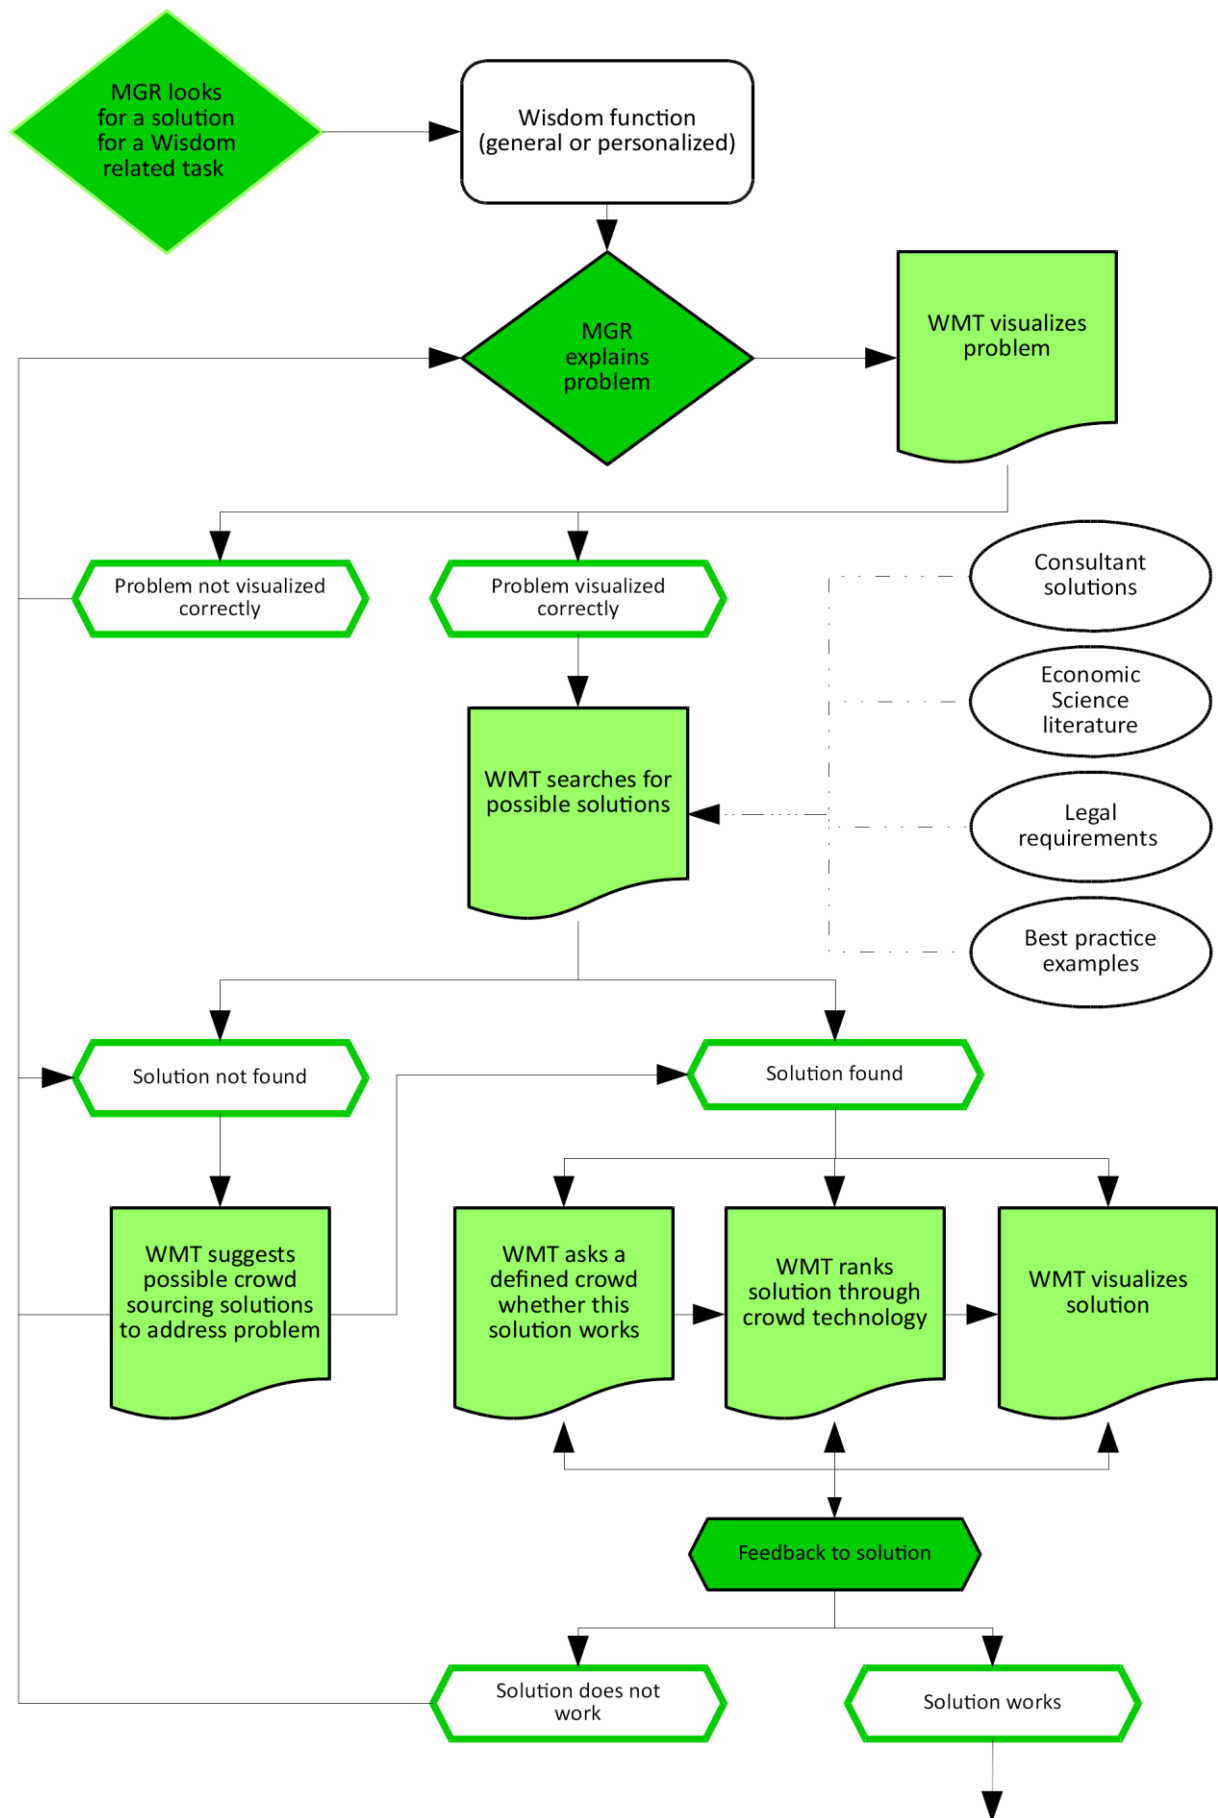 MGR looks
for a solution
for a Wisdom
related task
Wisdom function
(general or personalized)
MGR
explains
problem
WMT visualizes
problem
Problem not visualized
correctly
Problem visualized
correctly
Consultant
solutions
Economic
Science
literature
WMT searches for
possible solutions
Legal
requirements
Best practice
examples
Solution not found
Solution found
WMT suggests
possible crowd
sourcing solutions
to address problem
WMT asks a
defined crowd
whether this
solution works
WMT ranks
solution through
crowd technology
WMT visualizes
solution
Feedback to solution
Solution does not
work
Solution works